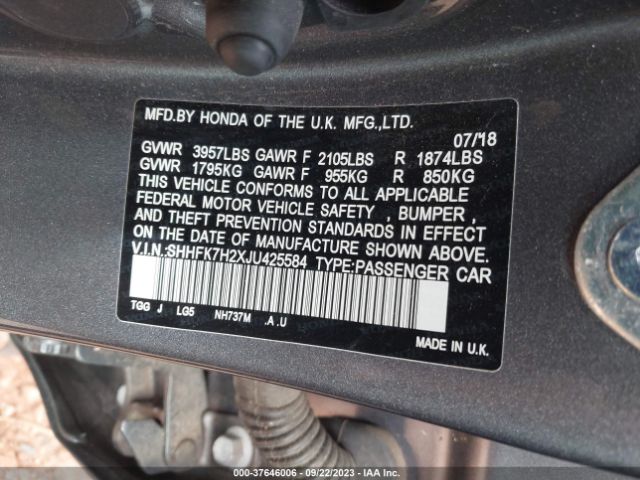 MFD.BY HONDA OF THE U.K. MFG.,LTD.
07/18
GVWR 3957LBS GAWR F 2105LBS R 1874LBS
GVWR 1795KG GAWR F 955KG R 850KG
THIS VEHICLE CONFORMS TO ALL APPLICABLE
FEDERAL MOTOR VEHICLE SAFETY , BUMPER ,
AND THEFT PREVENTION STANDARDS IN EFFECT
ON THE DATE OF MANUFACTURE SHOWN ABOVE.
V.I.N.:SHHFK7H2XJU425584 TYPE:PASSENGER CAR
TGG J LG5 NH737M .A.U
MADE IN U.K.
000-37646006 - 09/22/2023 - IAA Inc.